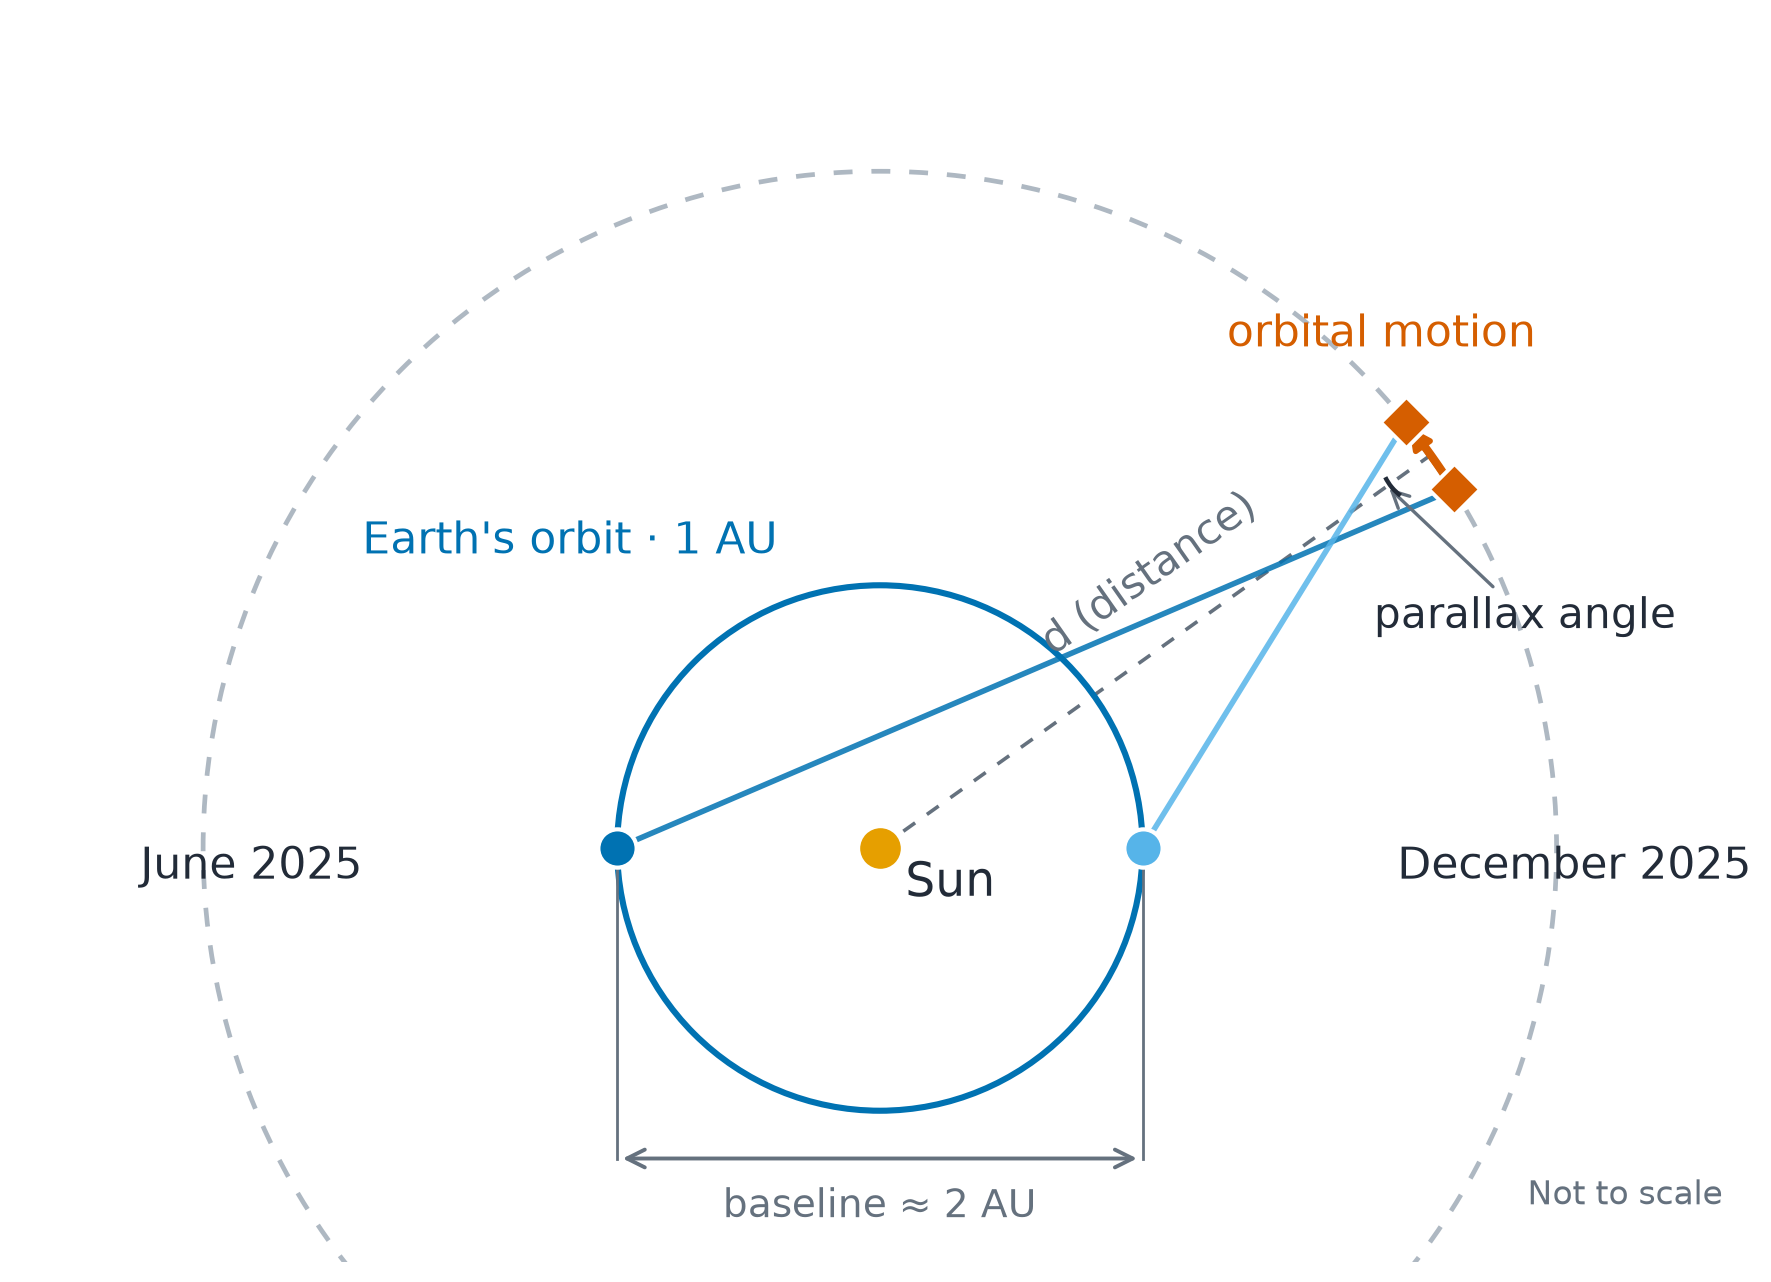 orbital motion
Earth's orbit · 1 AU
d (distance)
parallax angle
June 2025
Sun
December 2025
baseline ≈ 2 AU
Not to scale